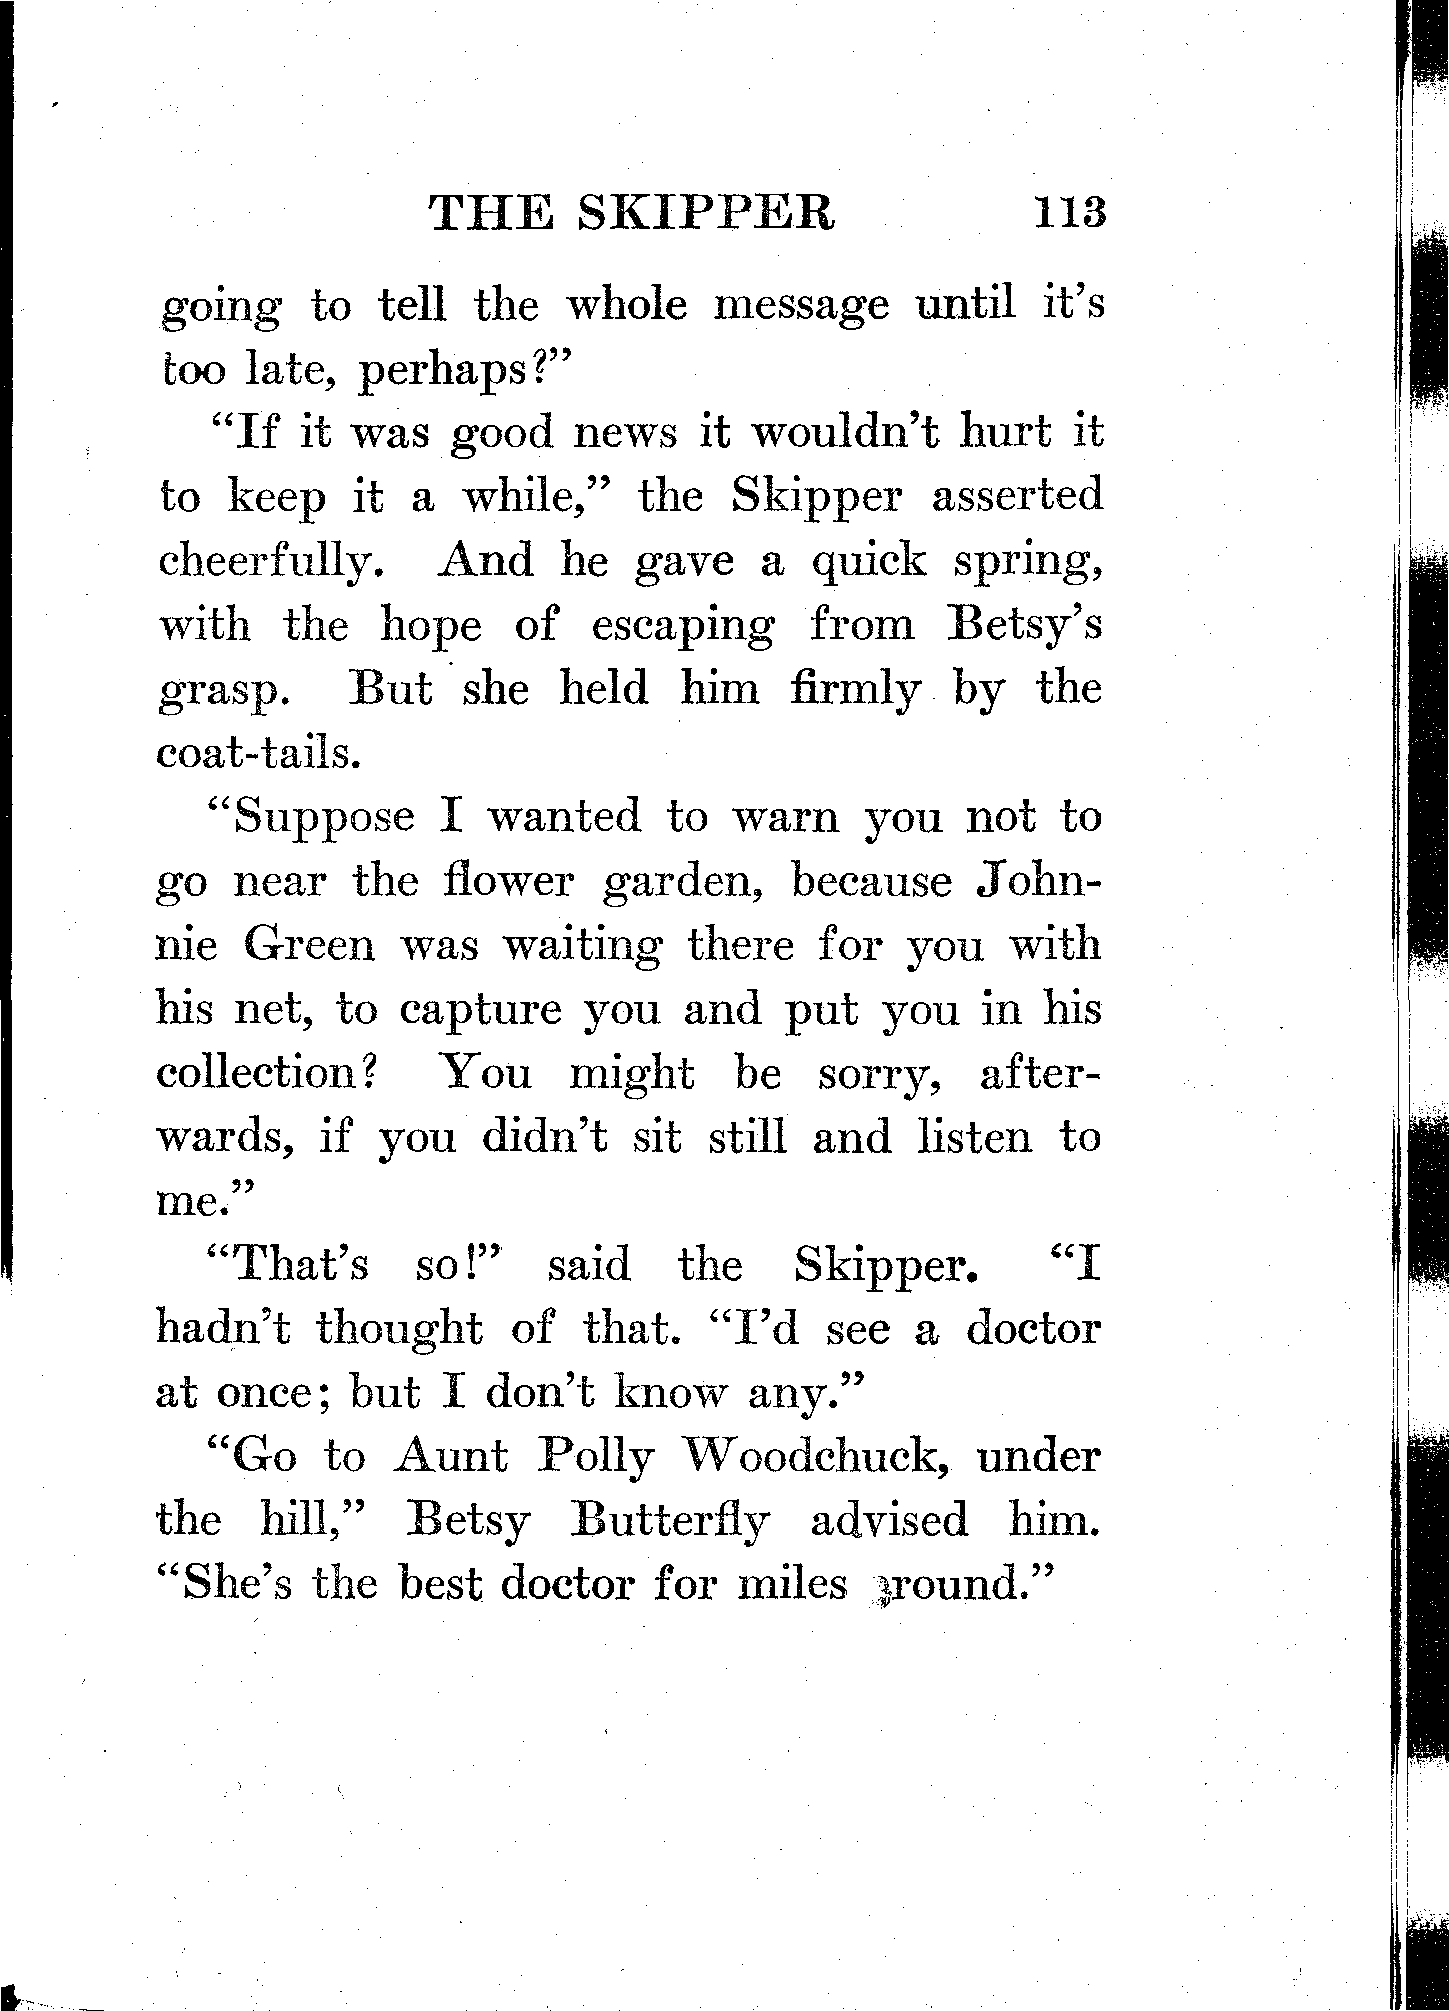 THE SKIPPER 113
going to tell the whole message until it's
too late, perhaps?"
"If it was good news it wouldn't hurt it
to keep it a while," the Skipper asserted
cheerfully. And he gave a quick spring,
with the hope of escaping from Betsy's
grasp. But she held him firmly by the
coat-tails.
"Suppose I wanted to warn you not to
go near the flower garden, because John-
nie Green was waiting there for you with
his net, to capture you and put you in his
collection? You might be sorry, after-
wards, if you didn't sit still and listen to
me."
"That's so!" said the Skipper. "I
hadn't thought of that. "I'd see a doctor
at once; but I don't know any."
"Go to Aunt Polly Woodchuck, under
the hill," Betsy Butterfly advised him.
"She's the best doctor for miles around."